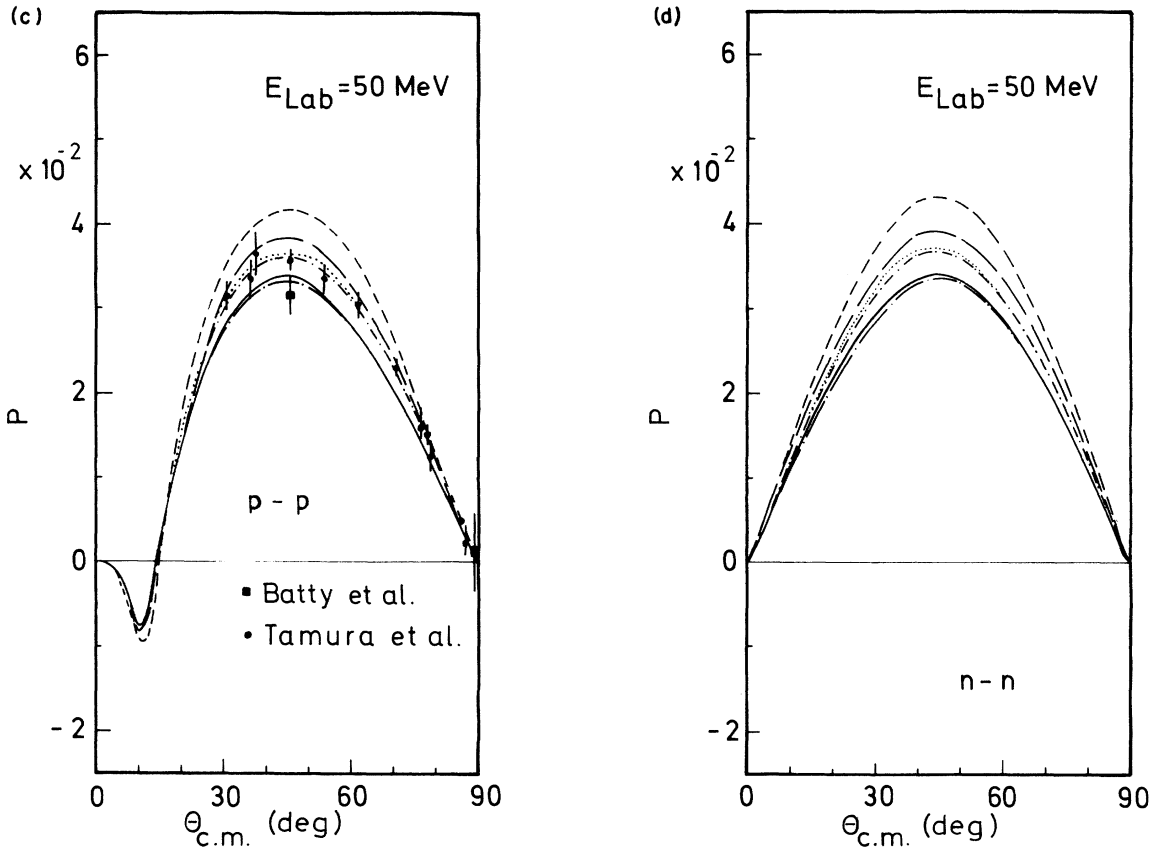 (c)
6
E_Lab=50 MeV
x 10^-2
4
2
P
p - p
0
■ Batty et al.
• Tamura et al.
-2
0 30 60 90
Θ_c.m. (deg)
(d)
6
E_Lab=50 MeV
x 10^-2
4
2
P
0
n - n
-2
0 30 60 90
Θ_c.m. (deg)